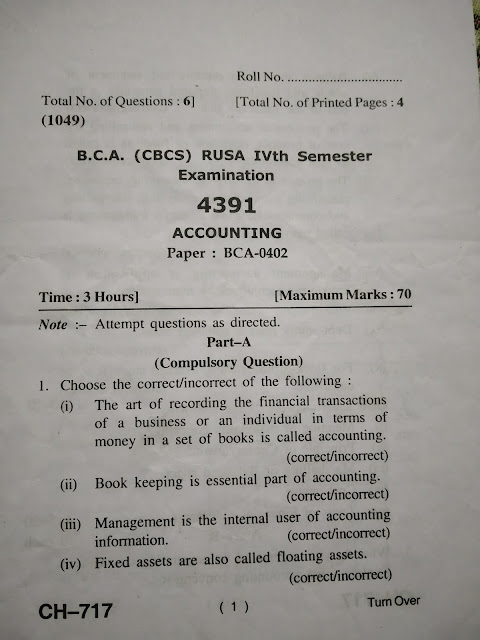 Roll No. ..................................
Total No. of Questions : 6] [Total No. of Printed Pages : 4
(1049)
B.C.A. (CBCS) RUSA IVth Semester
Examination
4391
ACCOUNTING
Paper : BCA-0402
Time : 3 Hours] [Maximum Marks : 70
Note :– Attempt questions as directed.
Part–A
(Compulsory Question)
1. Choose the correct/incorrect of the following :
(i) The art of recording the financial transactions
of a business or an individual in terms of
money in a set of books is called accounting.
(correct/incorrect)
(ii) Book keeping is essential part of accounting.
(correct/incorrect)
(iii) Management is the internal user of accounting
information. (correct/incorrect)
(iv) Fixed assets are also called floating assets.
(correct/incorrect)
CH–717 ( 1 ) Turn Over